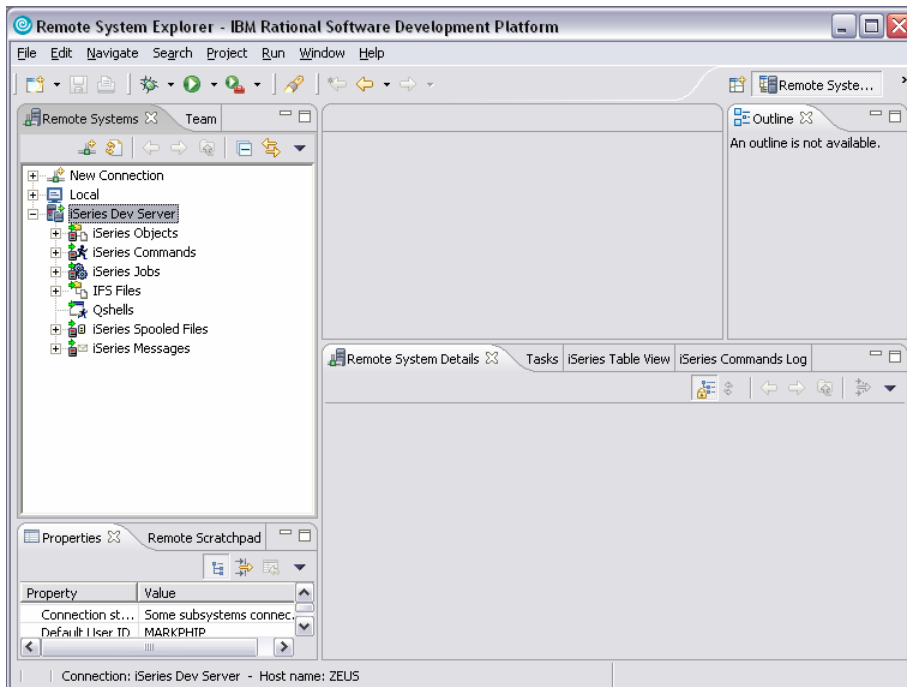 Remote System Explorer - IBM Rational Software Development Platform
File Edit Navigate Search Project Run Window Help
Remote Syste...
Remote Systems Team
New Connection
Local
iSeries Dev Server
iSeries Objects
iSeries Commands
iSeries Jobs
IFS Files
Qshells
iSeries Spooled Files
iSeries Messages
Outline
An outline is not available.
Remote System Details Tasks iSeries Table View iSeries Commands Log
Properties Remote Scratchpad
Property Value
Connection st... Some subsystems connec...
Default User ID MARKPHIP
Connection: iSeries Dev Server - Host name: ZEUS